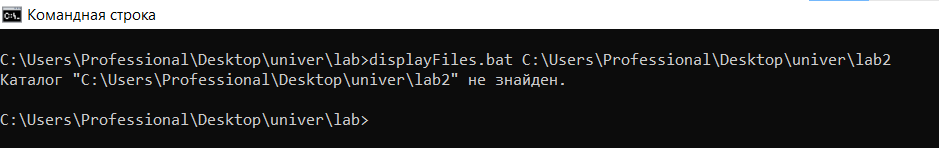 Командная строка
C:\Users\Professional\Desktop\univer\lab>displayFiles.bat C:\Users\Professional\Desktop\univer\lab2
Каталог "C:\Users\Professional\Desktop\univer\lab2" не знайден.
C:\Users\Professional\Desktop\univer\lab>